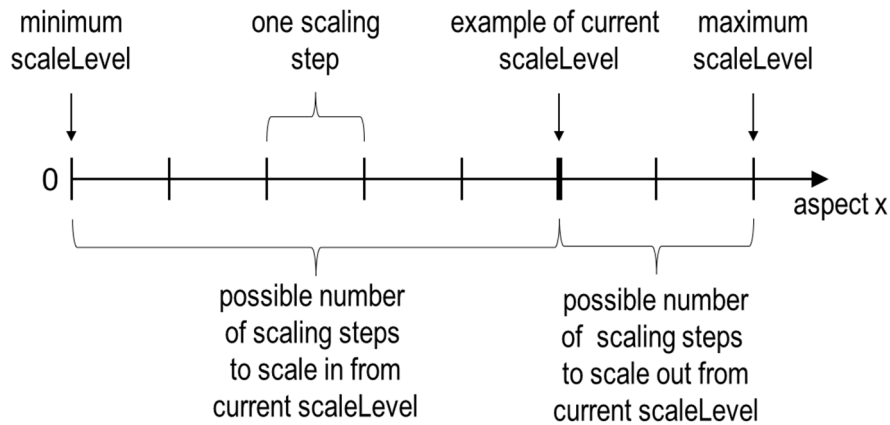 minimum
scaleLevel
one scaling
step
example of current
scaleLevel
maximum
scaleLevel
0
aspect x
possible number
of scaling steps
to scale in from
current scaleLevel
possible number
of scaling steps
to scale out from
current scaleLevel